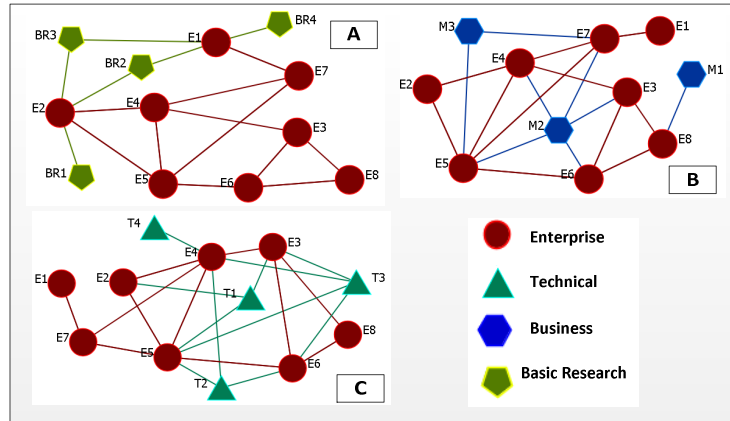 A
BR4
BR3
E1
BR2
E7
E2
E4
E3
BR1
E5
E6
E8
B
M3
E7
E1
E4
M1
E2
E3
M2
E8
E5
E6
C
T4
E4
E3
E1
E2
T3
T1
E7
E5
E8
E6
T2
Enterprise
Technical
Business
Basic Research